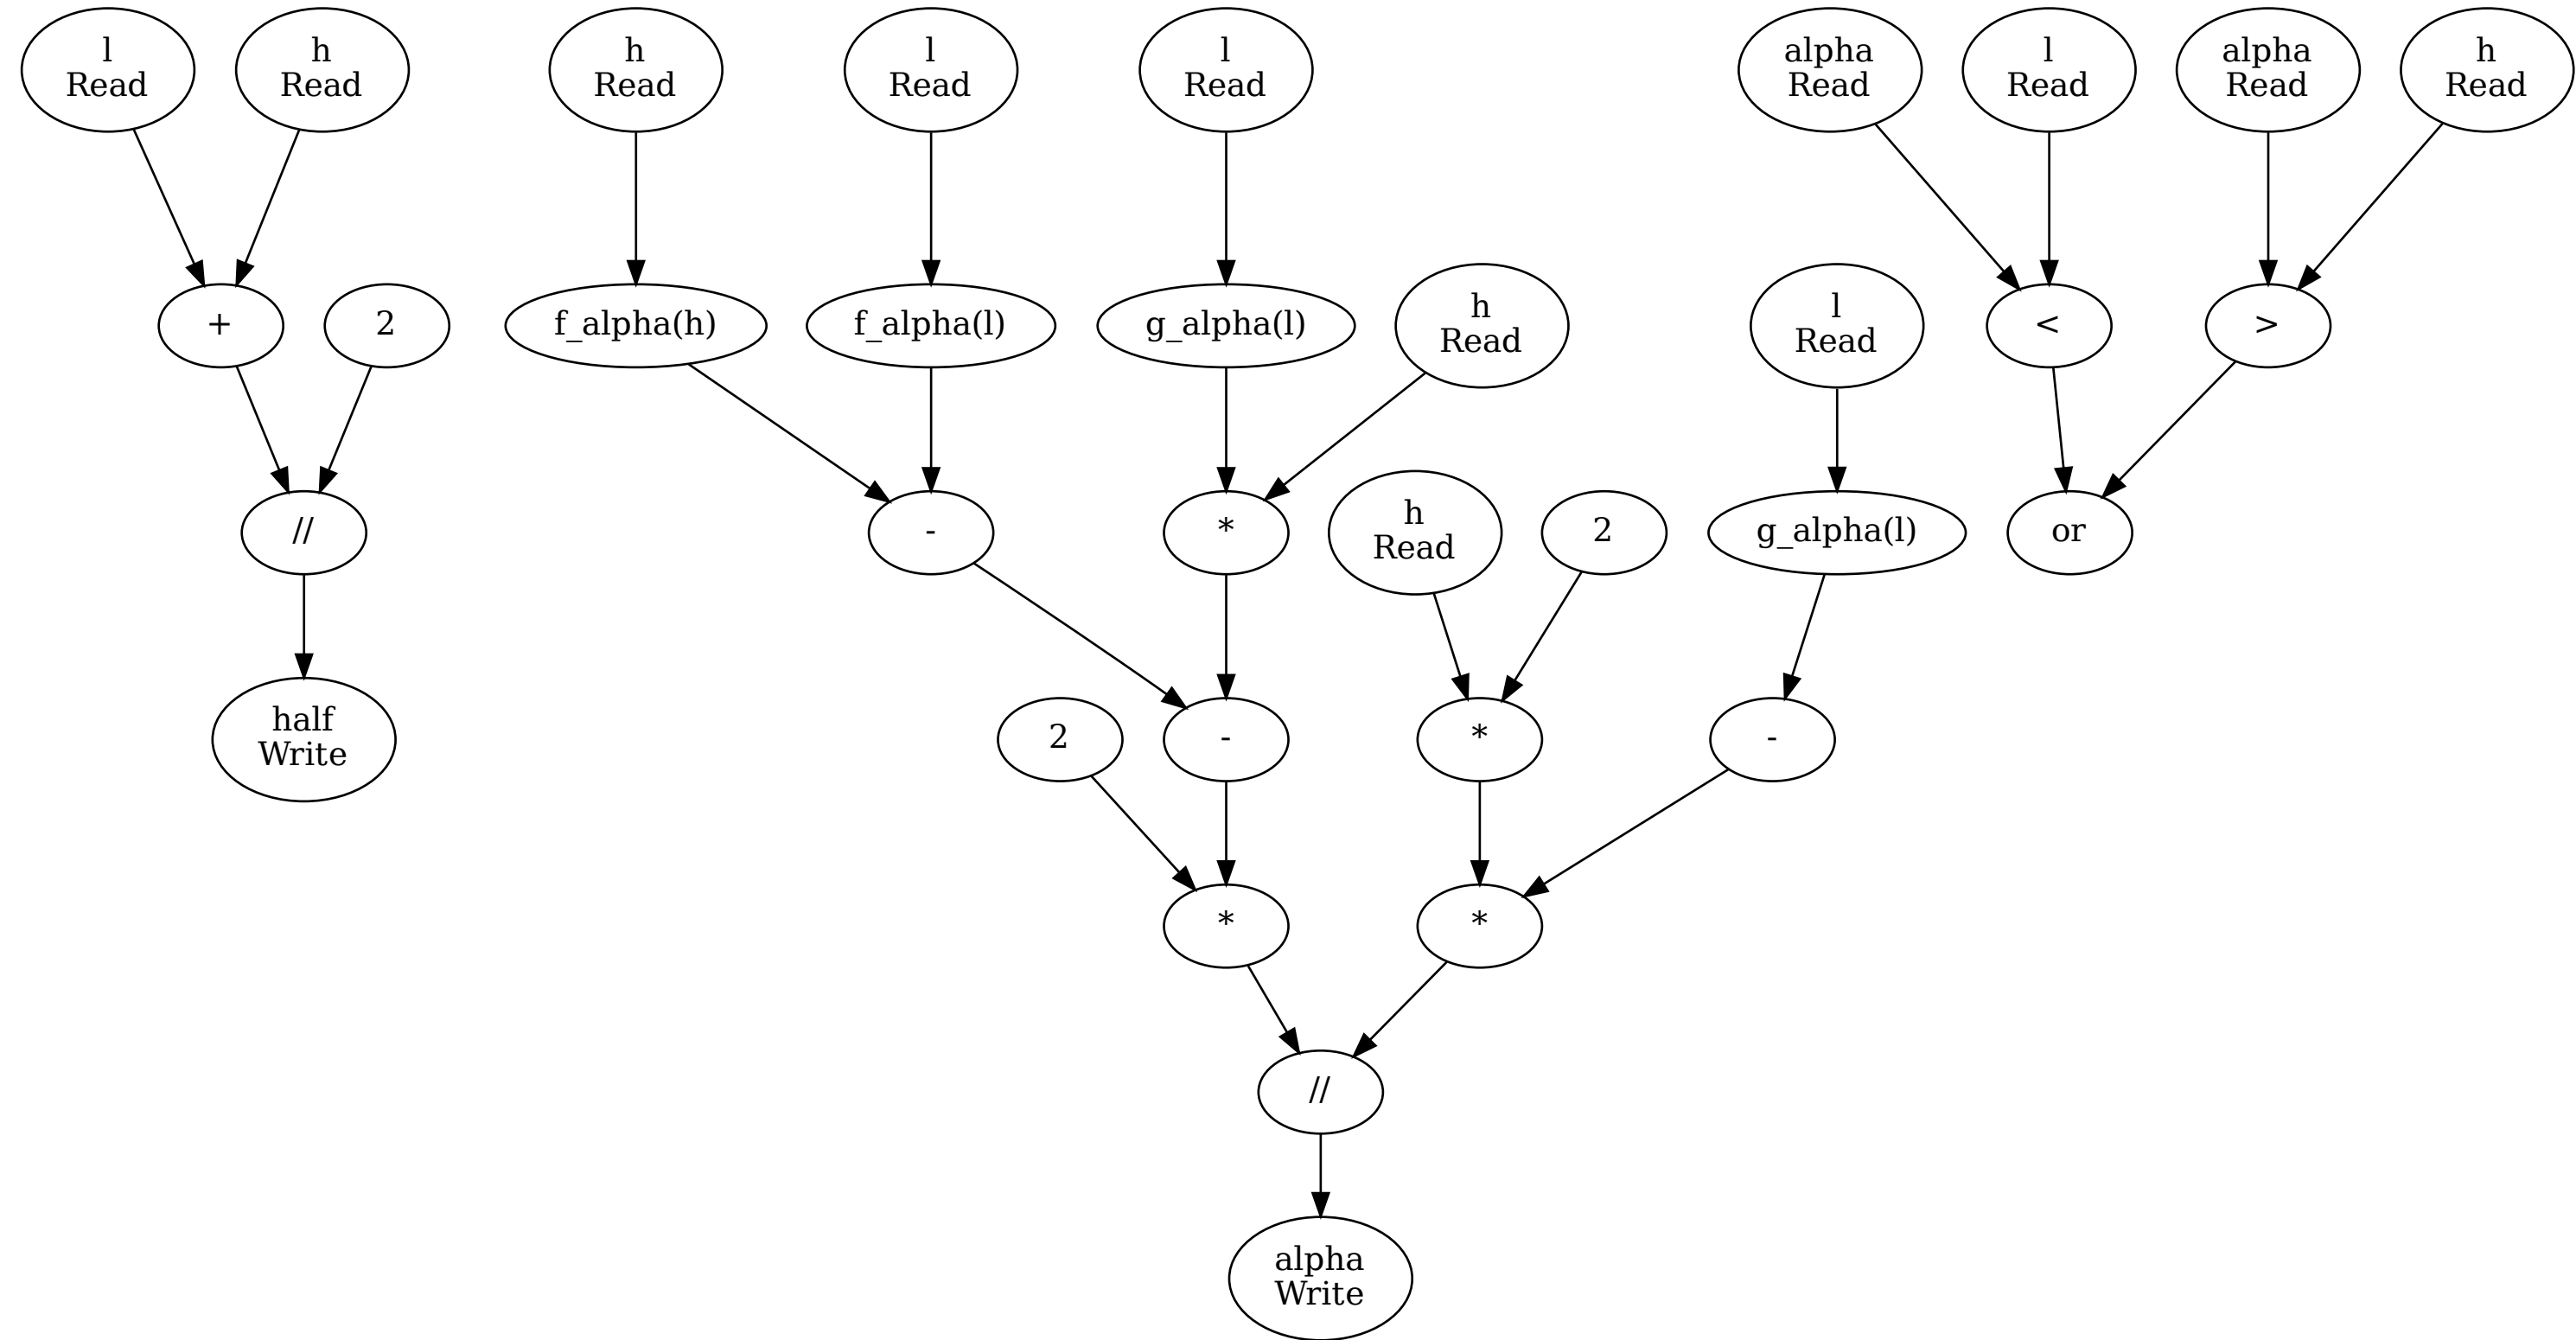 l
Read
h
Read
h
Read
l
Read
l
Read
alpha
Read
l
Read
alpha
Read
h
Read
+
2
f_alpha(h)
f_alpha(l)
g_alpha(l)
h
Read
l
Read
<
>
//
-
*
h
Read
2
g_alpha(l)
or
half
Write
2
-
*
-
*
*
//
alpha
Write